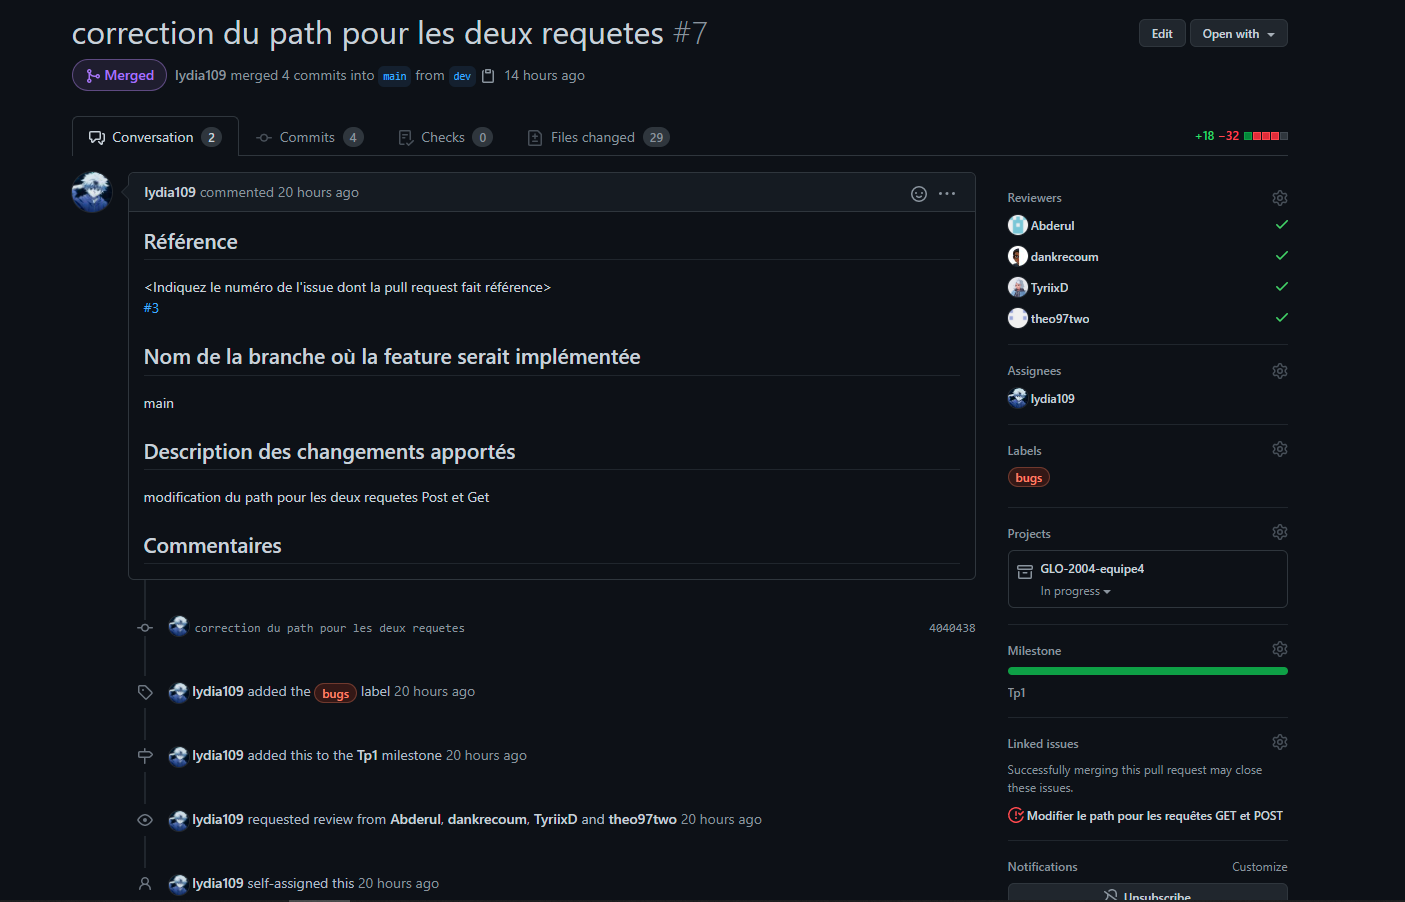 correction du path pour les deux requetes #7
Edit
Open with
Merged
lydia109 merged 4 commits into main from dev 14 hours ago
Conversation 2
Commits 4
Checks 0
Files changed 29
+18 −32
lydia109 commented 20 hours ago
Référence
<Indiquez le numéro de l'issue dont la pull request fait référence>
#3
Nom de la branche où la feature serait implémentée
main
Description des changements apportés
modification du path pour les deux requetes Post et Get
Commentaires
correction du path pour les deux requetes 4040438
lydia109 added the bugs label 20 hours ago
lydia109 added this to the Tp1 milestone 20 hours ago
lydia109 requested review from Abderul, dankrecoum, TyriixD and theo97two 20 hours ago
lydia109 self-assigned this 20 hours ago
Reviewers
Abderul
dankrecoum
TyriixD
theo97two
Assignees
lydia109
Labels
bugs
Projects
GLO-2004-equipe4
In progress
Milestone
Tp1
Linked issues
Successfully merging this pull request may close
these issues.
Modifier le path pour les requêtes GET et POST
Notifications
Customize
Unsubscribe